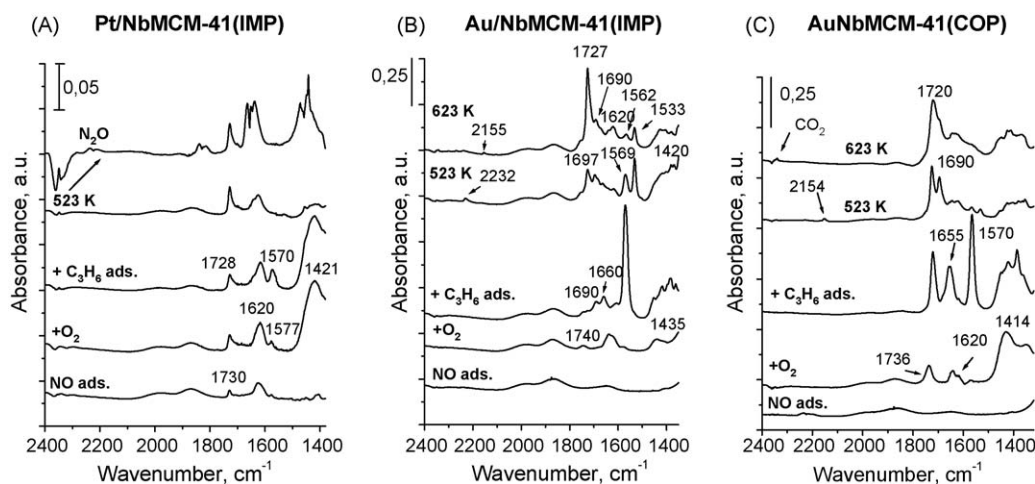 (A) Pt/NbMCM-41(IMP)
0,05
N₂O
523 K
+ C₃H₆ ads.
1728
1570
1421
1620
+O₂
1577
NO ads.
1730
2400 2200 2000 1800 1600 1400
Wavenumber, cm⁻¹
Absorbance, a.u.
(B) Au/NbMCM-41(IMP)
0,25
1727
1690
1562
623 K
1620
1533
2155
1697
1569
1420
523 K
2232
+ C₃H₆ ads.
1690
1660
+O₂
1740
1435
NO ads.
2400 2200 2000 1800 1600 1400
Wavenumber, cm⁻¹
Absorbance, a.u.
(C) AuNbMCM-41(COP)
0,25
1720
CO₂
623 K
1690
2154
523 K
1655
1570
+ C₃H₆ ads.
1414
1736
1620
+O₂
NO ads.
2400 2200 2000 1800 1600 1400
Wavenumber, cm⁻¹
Absorbance, a.u.